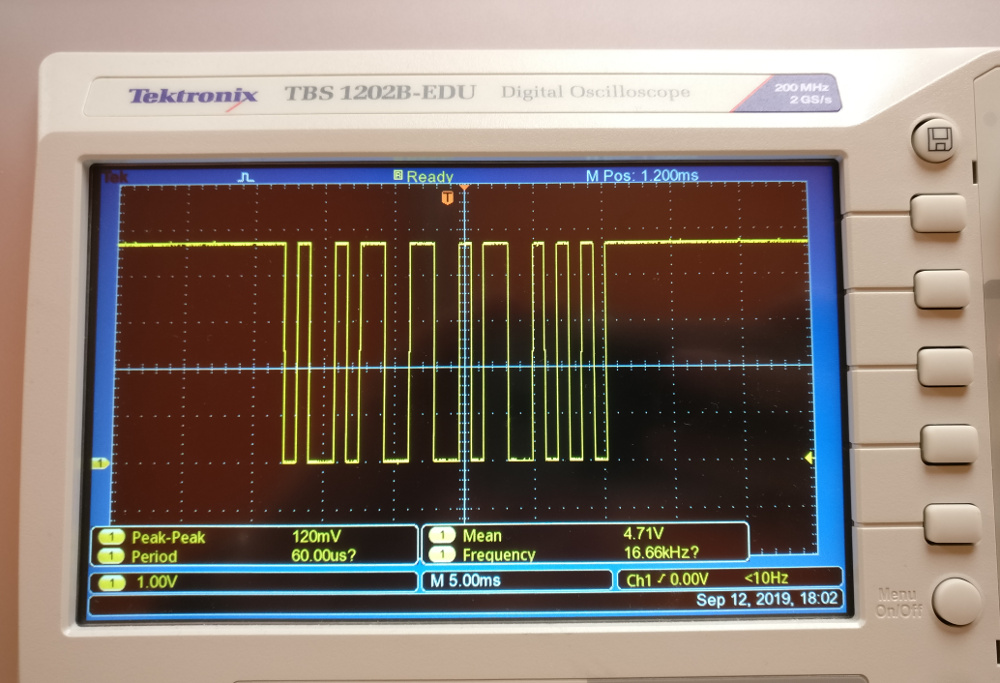 Tektronix TBS 1202B-EDU Digital Oscilloscope 200 MHz
2 GS/s
Tek R Ready M Pos: 1.200ms
T
1
1 Peak-Peak 120mV 1 Mean 4.71V
1 Period 60.00us? 1 Frequency 16.66kHz?
1 1.00V M 5.00ms Ch1 / 0.00V <10Hz
Sep 12, 2019, 18:02
Menu
On/Off